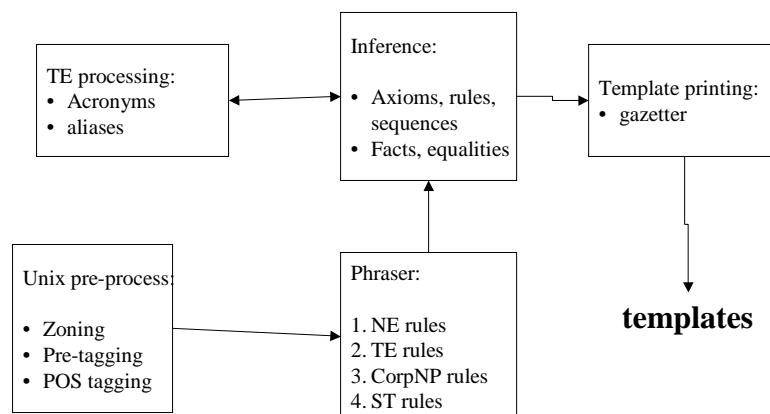 TE processing:
• Acronyms
• aliases
Inference:
• Axioms, rules,
sequences
• Facts, equalities
Template printing:
• gazetter
Unix pre-process:
• Zoning
• Pre-tagging
• POS tagging
Phraser:
1. NE rules
2. TE rules
3. CorpNP rules
4. ST rules
templates